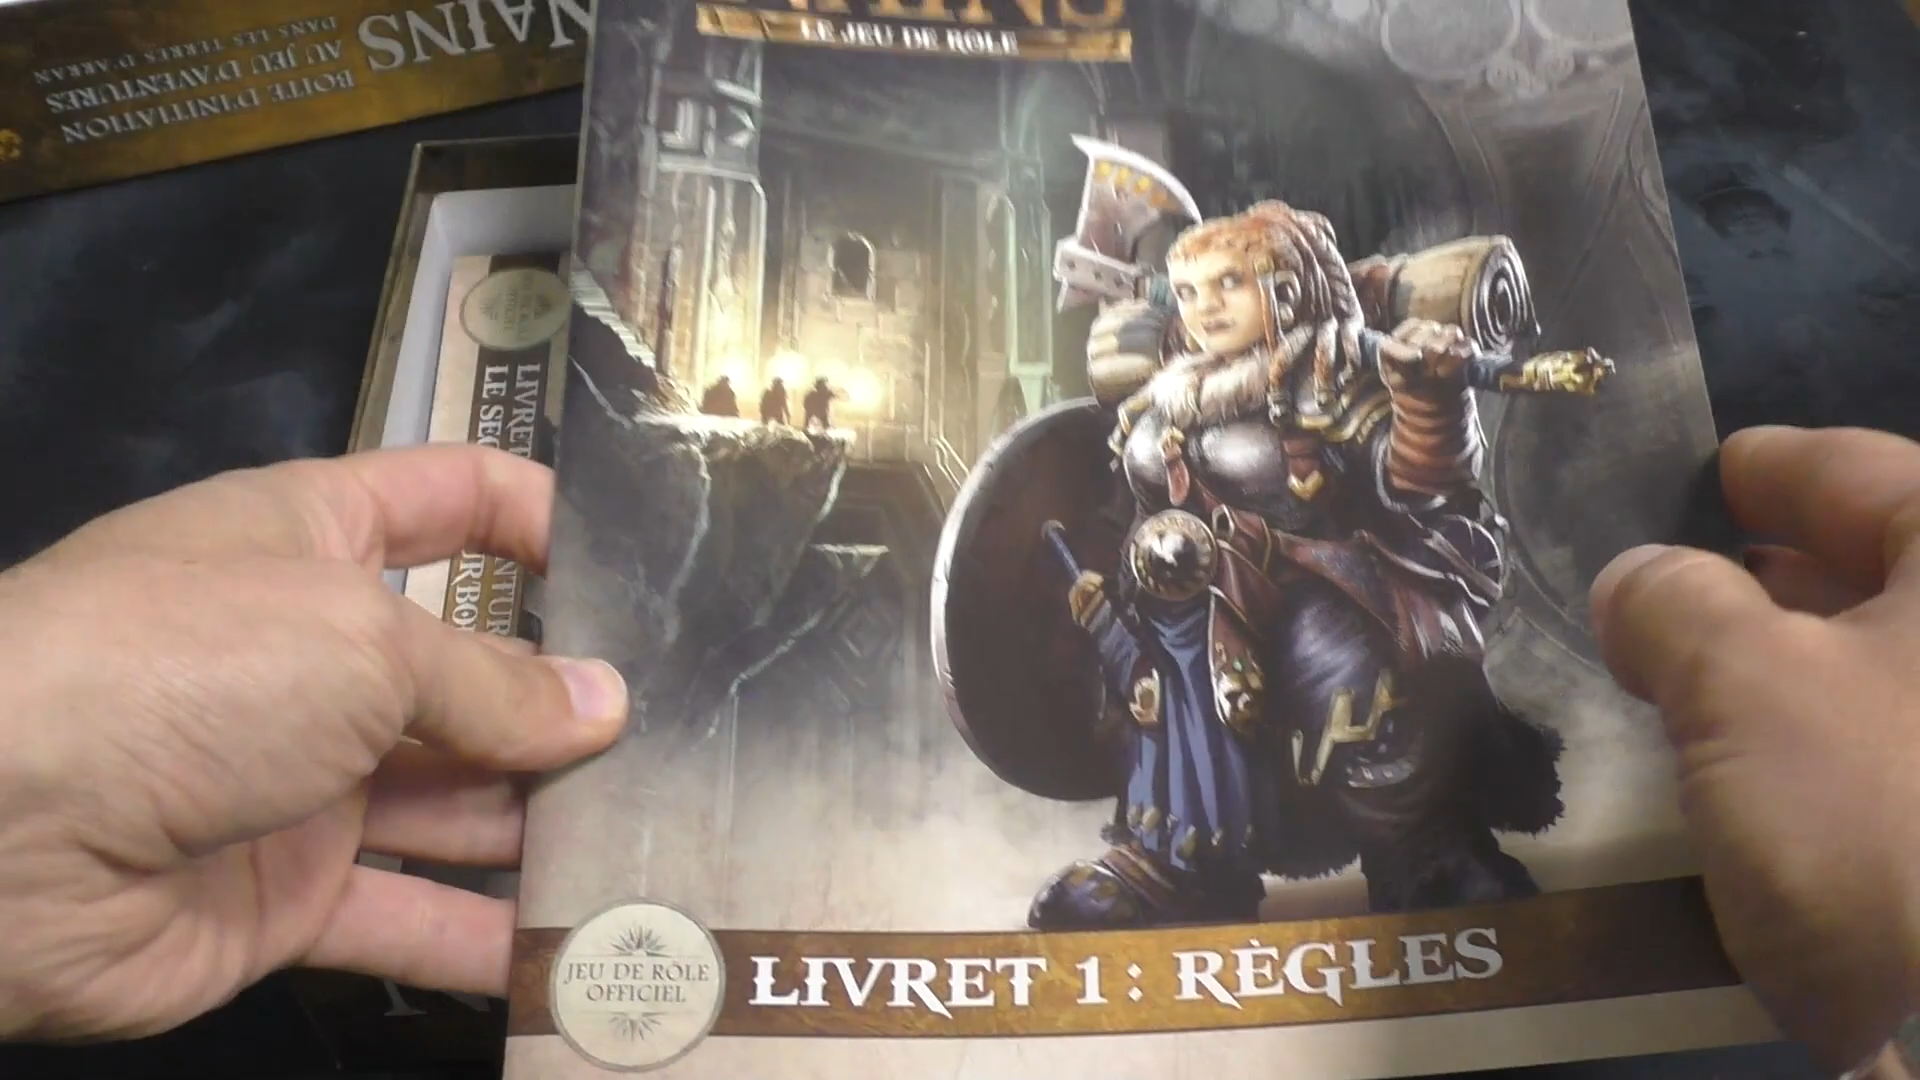 NAINS
LE JEU DE RÔLE
BOITE D'INITIATION
AU JEU D'AVENTURES
DANS LES TERRES D'ARRAN
NAINS
JEU DE RÔLE
OFFICIEL
LIVRET 1 : RÈGLES